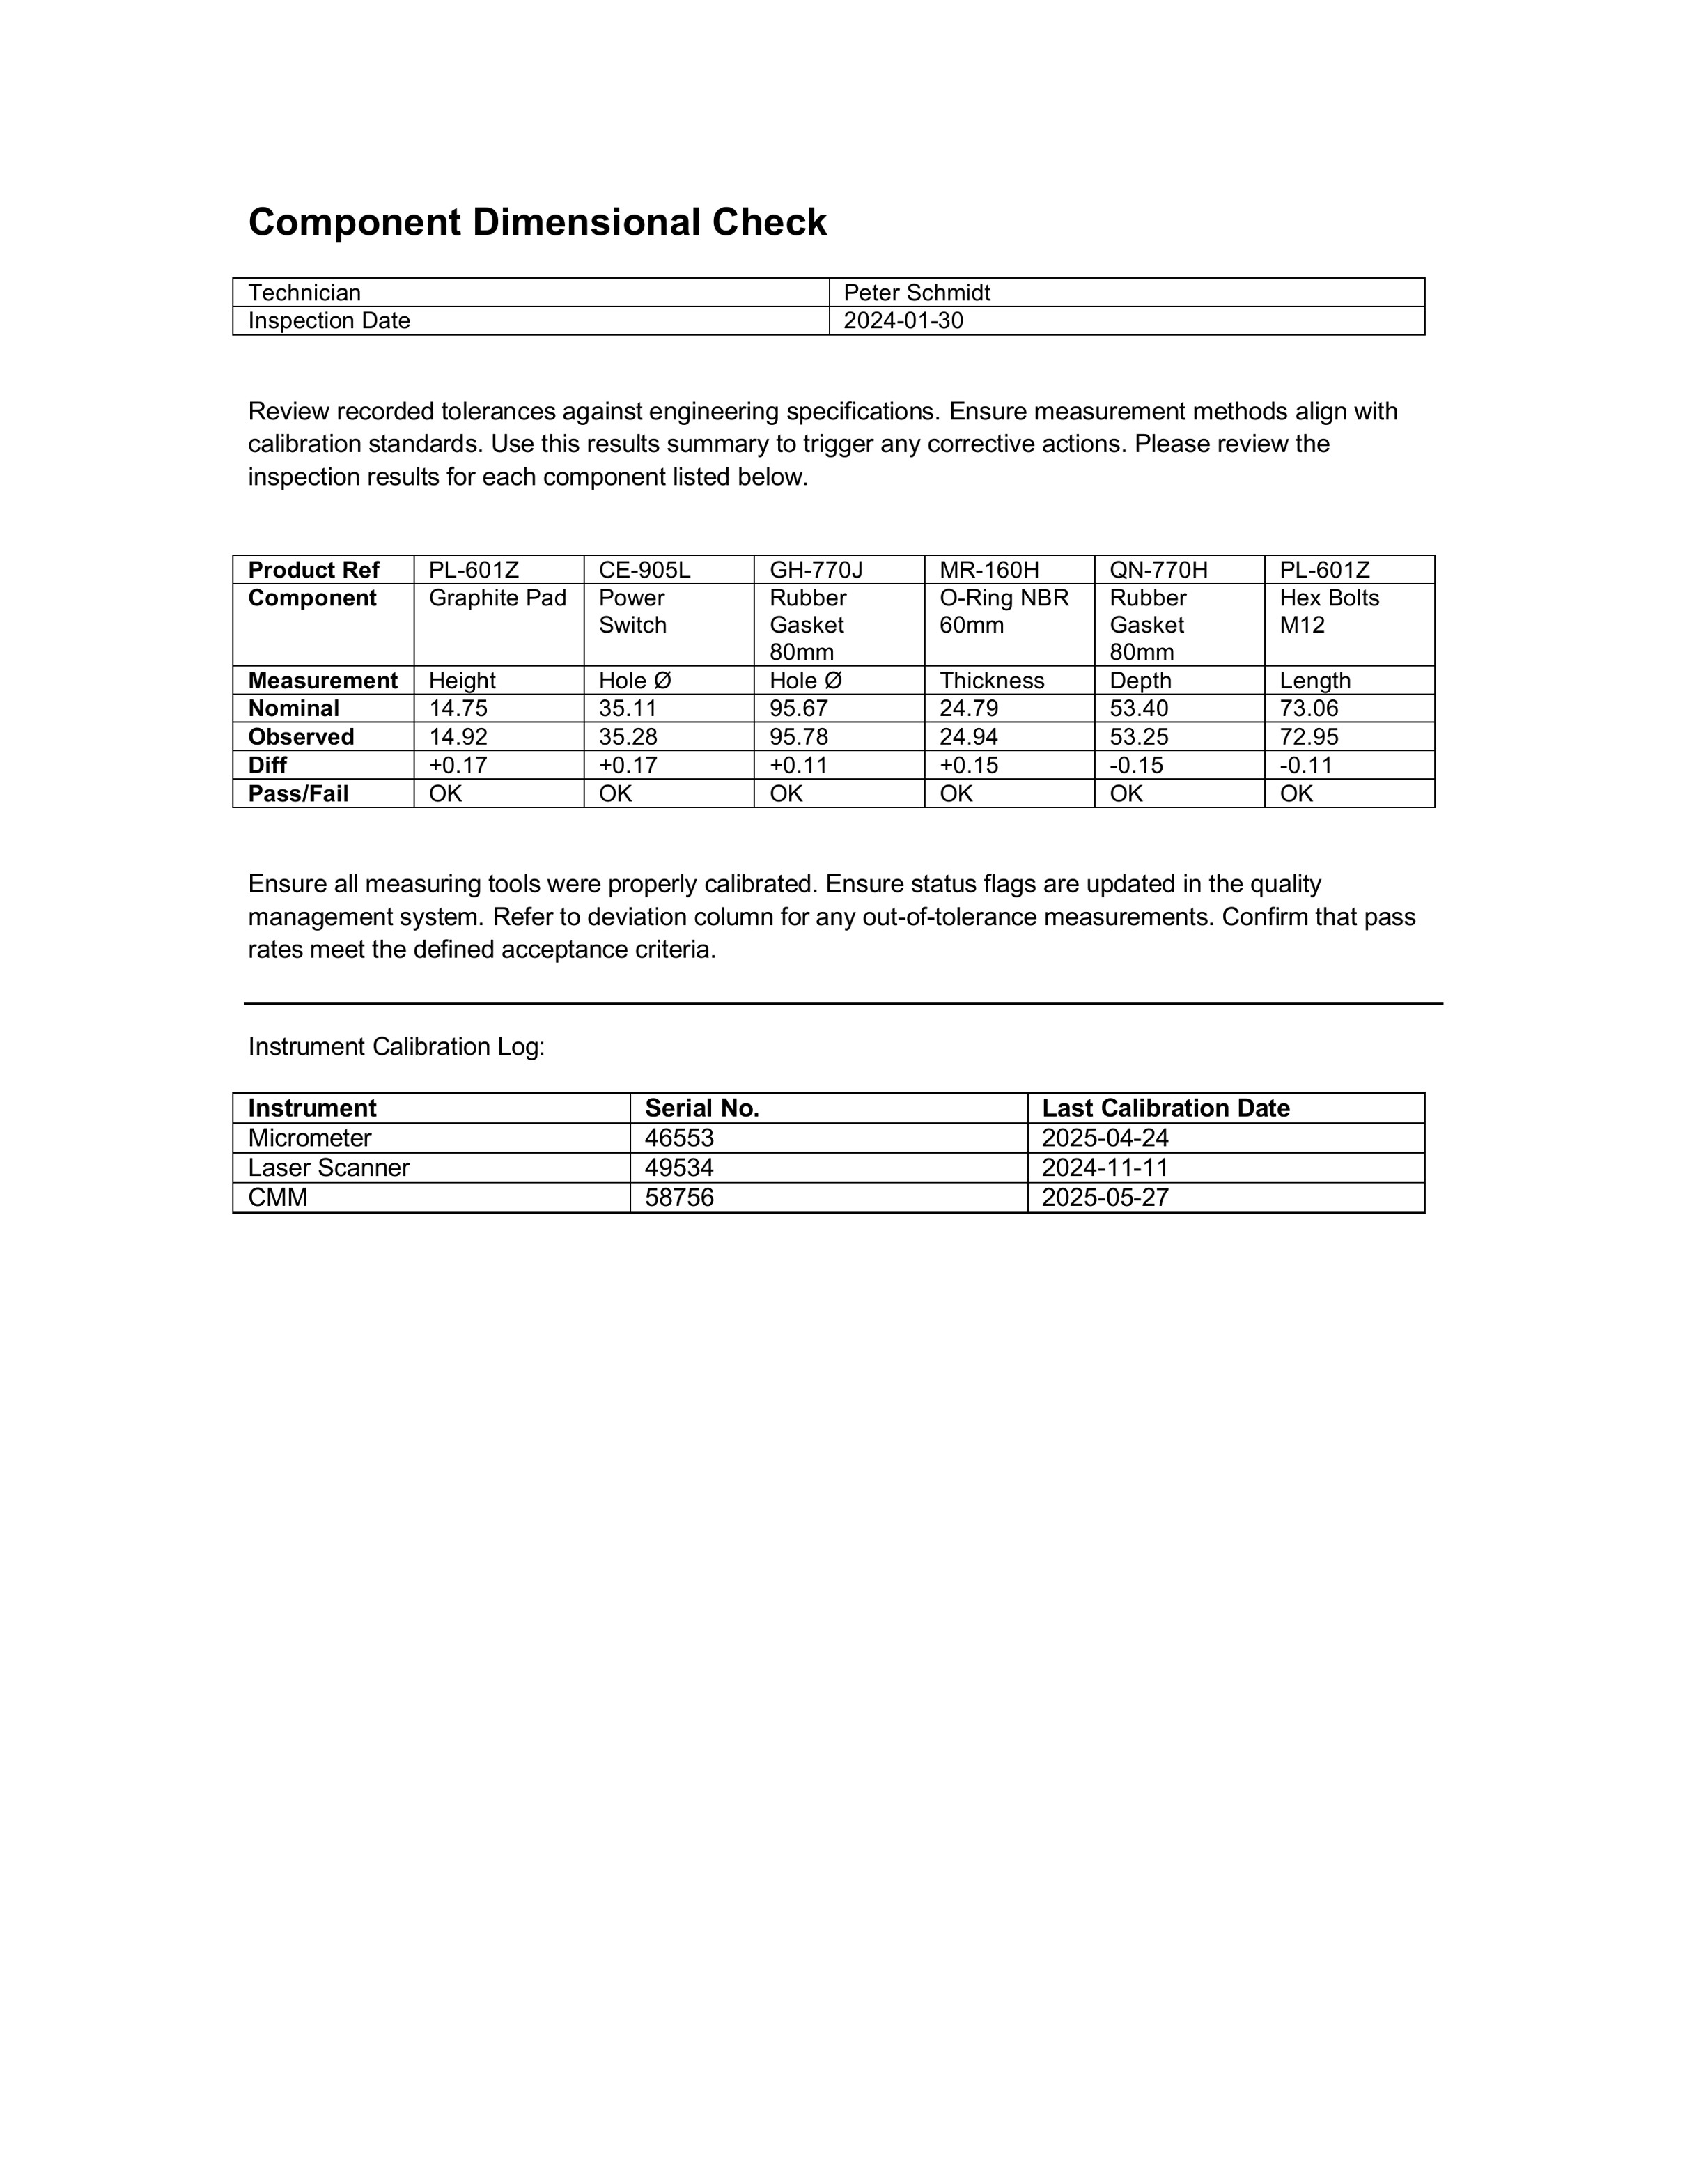 Component Dimensional Check
Technician Peter Schmidt
Inspection Date 2024-01-30
Review recorded tolerances against engineering specifications. Ensure measurement methods align with
calibration standards. Use this results summary to trigger any corrective actions. Please review the
inspection results for each component listed below.
Product Ref PL-601Z CE-905L GH-770J MR-160H QN-770H PL-601Z
Component Graphite Pad Power Rubber O-Ring NBR Rubber Hex Bolts
Switch Gasket 60mm Gasket M12
80mm 80mm
Measurement Height Hole Ø Hole Ø Thickness Depth Length
Nominal 14.75 35.11 95.67 24.79 53.40 73.06
Observed 14.92 35.28 95.78 24.94 53.25 72.95
Diff +0.17 +0.17 +0.11 +0.15 -0.15 -0.11
Pass/Fail OK OK OK OK OK OK
Ensure all measuring tools were properly calibrated. Ensure status flags are updated in the quality
management system. Refer to deviation column for any out-of-tolerance measurements. Confirm that pass
rates meet the defined acceptance criteria.
Instrument Calibration Log:
Instrument Serial No. Last Calibration Date
Micrometer 46553 2025-04-24
Laser Scanner 49534 2024-11-11
CMM 58756 2025-05-27